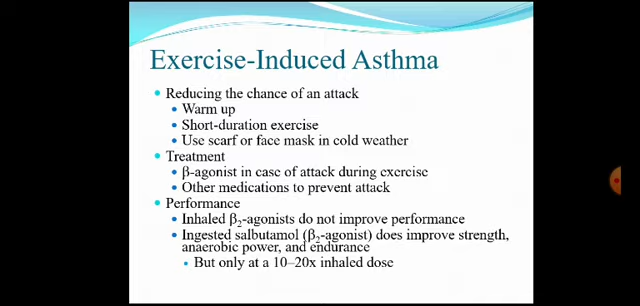 Exercise-Induced Asthma
• Reducing the chance of an attack
• Warm up
• Short-duration exercise
• Use scarf or face mask in cold weather
• Treatment
• β-agonist in case of attack during exercise
• Other medications to prevent attack
• Performance
• Inhaled β₂-agonists do not improve performance
• Ingested salbutamol (β₂-agonist) does improve strength,
anaerobic power, and endurance
• But only at a 10–20x inhaled dose